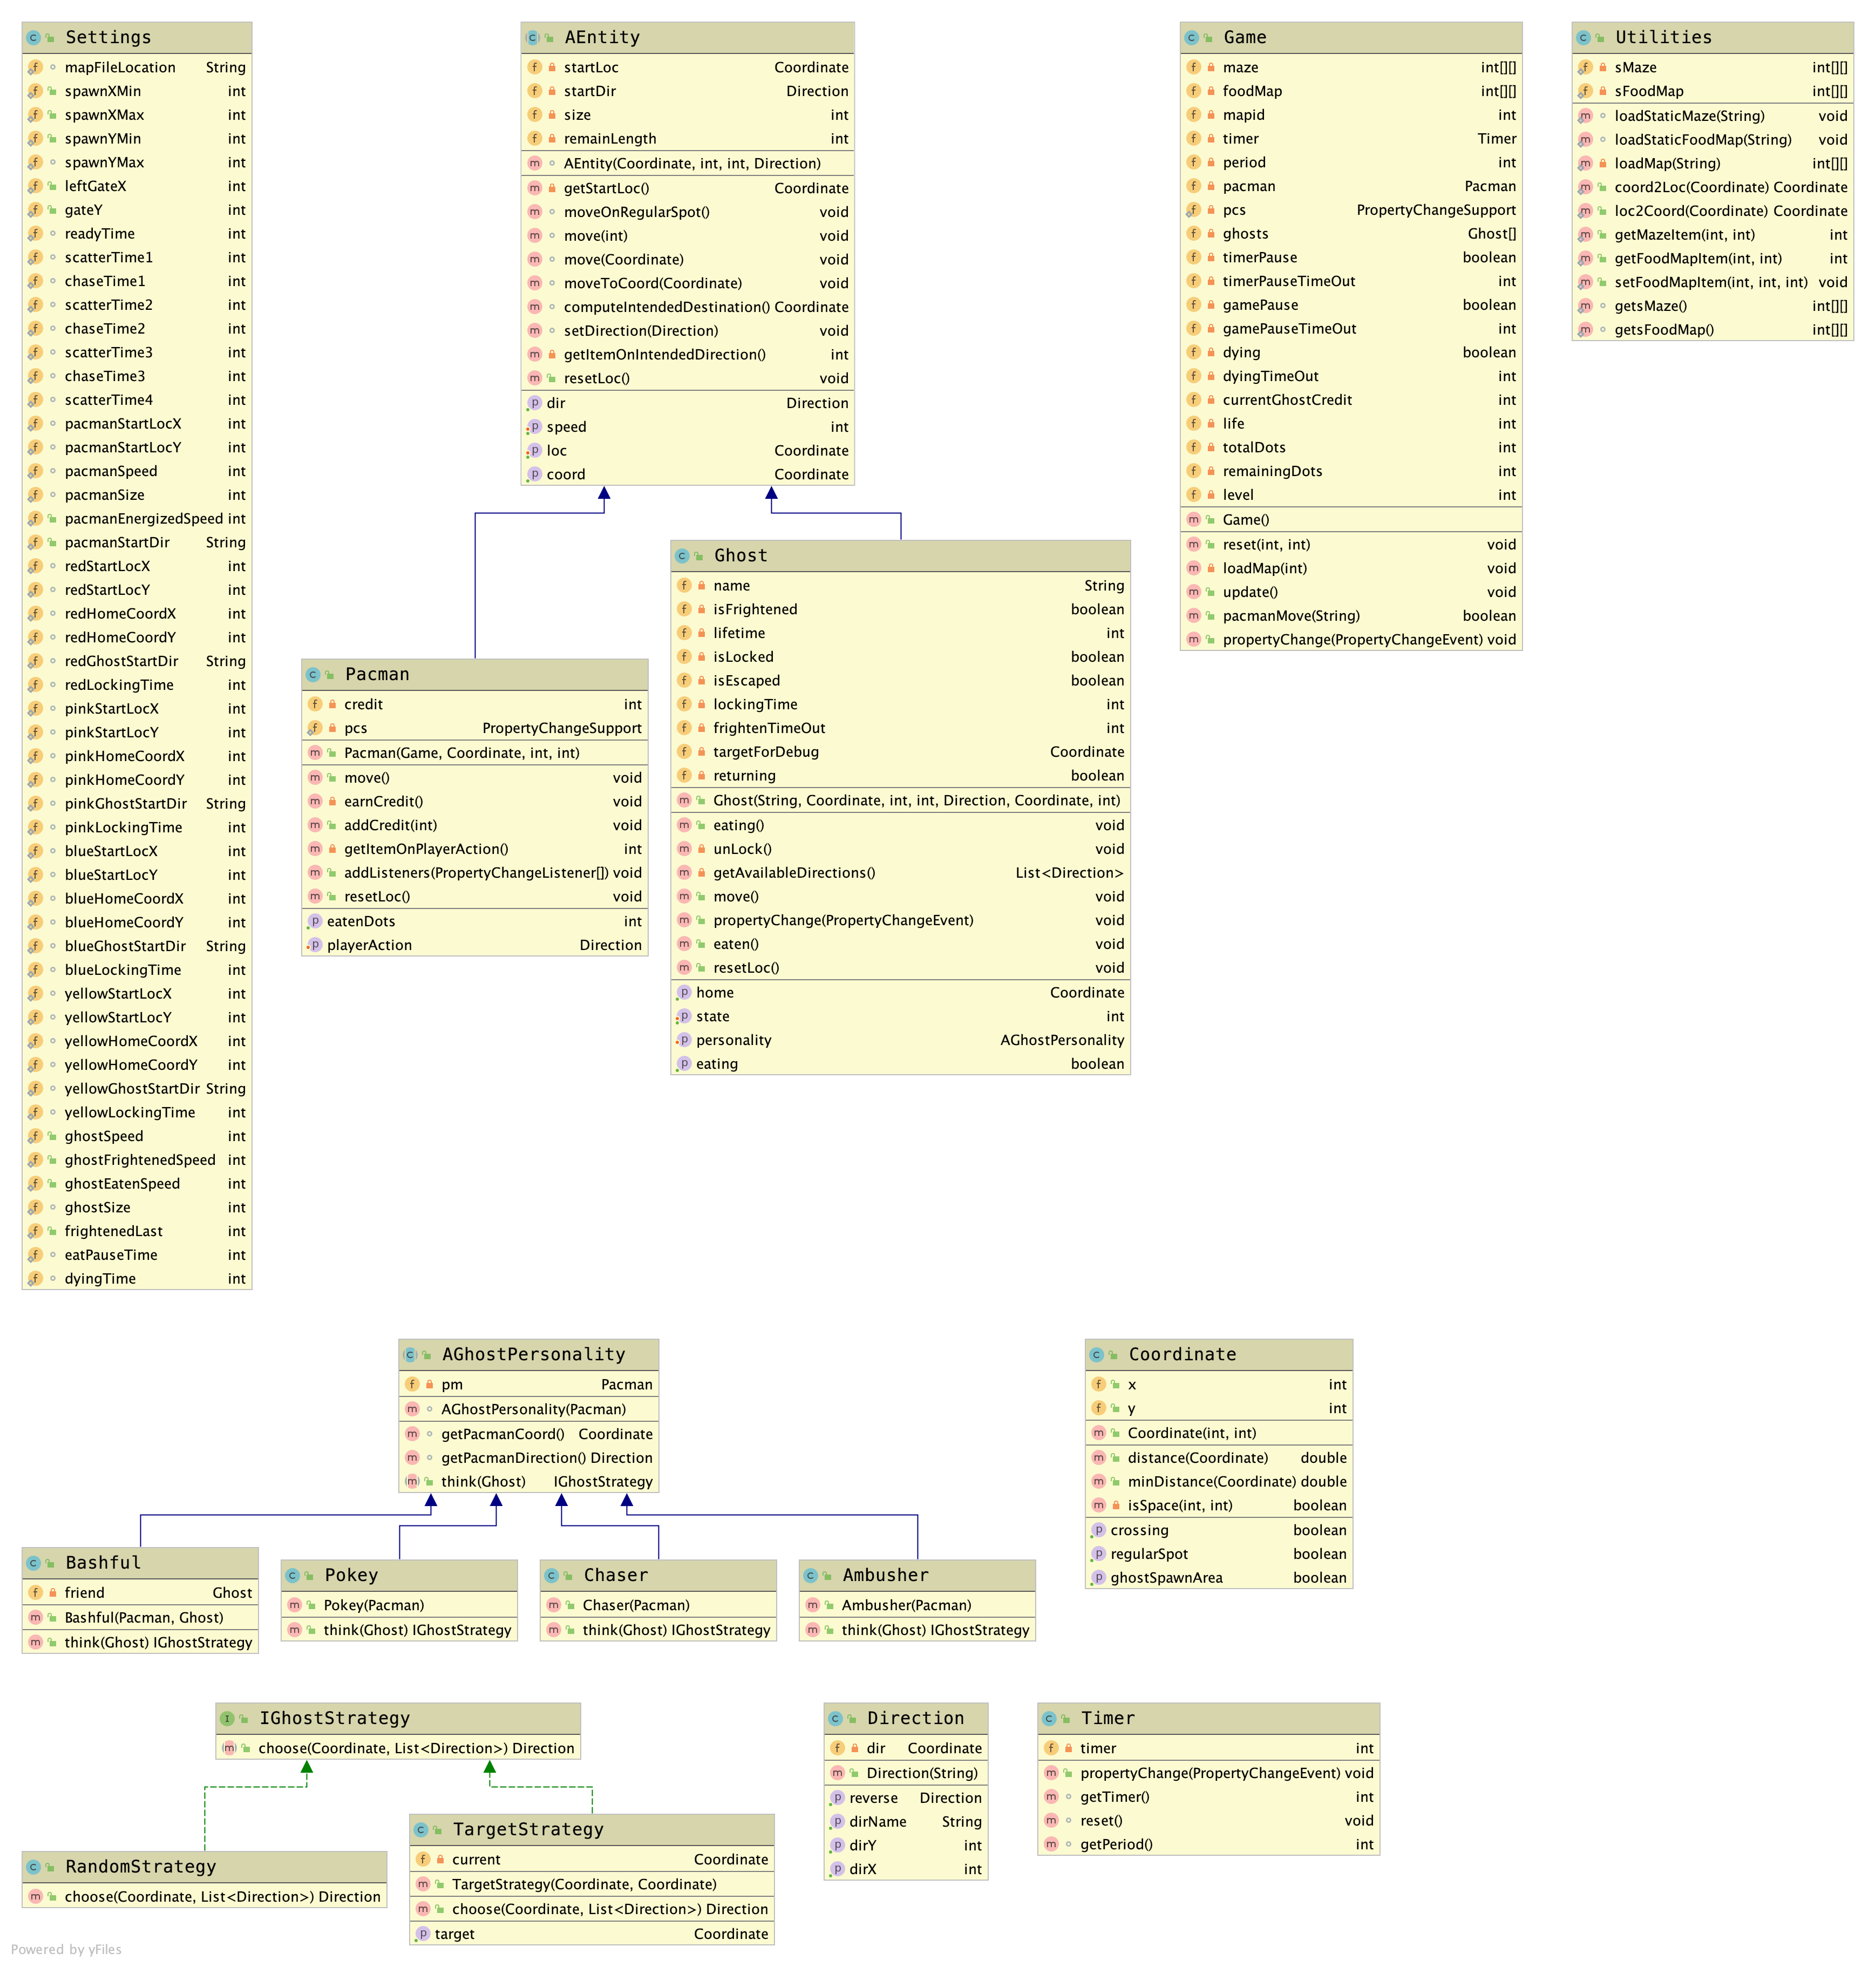 Settings
mapFileLocation String
spawnXMin int
spawnXMax int
spawnYMin int
spawnYMax int
leftGateX int
gateY int
readyTime int
scatterTime1 int
chaseTime1 int
scatterTime2 int
chaseTime2 int
scatterTime3 int
chaseTime3 int
scatterTime4 int
pacmanStartLocX int
pacmanStartLocY int
pacmanSpeed int
pacmanSize int
pacmanEnergizedSpeed int
pacmanStartDir String
redStartLocX int
redStartLocY int
redHomeCoordX int
redHomeCoordY int
redGhostStartDir String
redLockingTime int
pinkStartLocX int
pinkStartLocY int
pinkHomeCoordX int
pinkHomeCoordY int
pinkGhostStartDir String
pinkLockingTime int
blueStartLocX int
blueStartLocY int
blueHomeCoordX int
blueHomeCoordY int
blueGhostStartDir String
blueLockingTime int
yellowStartLocX int
yellowStartLocY int
yellowHomeCoordX int
yellowHomeCoordY int
yellowGhostStartDir String
yellowLockingTime int
ghostSpeed int
ghostFrightenedSpeed int
ghostEatenSpeed int
ghostSize int
frightenedLast int
eatPauseTime int
dyingTime int
AEntity
startLoc Coordinate
startDir Direction
size int
remainLength int
AEntity(Coordinate, int, int, Direction)
getStartLoc() Coordinate
moveOnRegularSpot() void
move(int) void
move(Coordinate) void
moveToCoord(Coordinate) void
computeIntendedDestination() Coordinate
setDirection(Direction) void
getItemOnIntendedDirection() int
resetLoc() void
dir Direction
speed int
loc Coordinate
coord Coordinate
Game
maze int[][]
foodMap int[][]
mapid int
timer Timer
period int
pacman Pacman
pcs PropertyChangeSupport
ghosts Ghost[]
timerPause boolean
timerPauseTimeOut int
gamePause boolean
gamePauseTimeOut int
dying boolean
dyingTimeOut int
currentGhostCredit int
life int
totalDots int
remainingDots int
level int
Game()
reset(int, int) void
loadMap(int) void
update() void
pacmanMove(String) boolean
propertyChange(PropertyChangeEvent) void
Utilities
sMaze int[][]
sFoodMap int[][]
loadStaticMaze(String) void
loadStaticFoodMap(String) void
loadMap(String) int[][]
coord2Loc(Coordinate) Coordinate
loc2Coord(Coordinate) Coordinate
getMazeItem(int, int) int
getFoodMapItem(int, int) int
setFoodMapItem(int, int, int) void
getsMaze() int[][]
getsFoodMap() int[][]
Pacman
credit int
pcs PropertyChangeSupport
Pacman(Game, Coordinate, int, int)
move() void
earnCredit() void
addCredit(int) void
getItemOnPlayerAction() int
addListeners(PropertyChangeListener[]) void
resetLoc() void
eatenDots int
playerAction Direction
Ghost
name String
isFrightened boolean
lifetime int
isLocked boolean
isEscaped boolean
lockingTime int
frightenTimeOut int
targetForDebug Coordinate
returning boolean
Ghost(String, Coordinate, int, int, Direction, Coordinate, int)
eating() void
unLock() void
getAvailableDirections() List<Direction>
move() void
propertyChange(PropertyChangeEvent) void
eaten() void
resetLoc() void
home Coordinate
state int
personality AGhostPersonality
eating boolean
AGhostPersonality
pm Pacman
AGhostPersonality(Pacman)
getPacmanCoord() Coordinate
getPacmanDirection() Direction
think(Ghost) IGhostStrategy
Coordinate
x int
y int
Coordinate(int, int)
distance(Coordinate) double
minDistance(Coordinate) double
isSpace(int, int) boolean
crossing boolean
regularSpot boolean
ghostSpawnArea boolean
Bashful
friend Ghost
Bashful(Pacman, Ghost)
think(Ghost) IGhostStrategy
Pokey
Pokey(Pacman)
think(Ghost) IGhostStrategy
Chaser
Chaser(Pacman)
think(Ghost) IGhostStrategy
Ambusher
Ambusher(Pacman)
think(Ghost) IGhostStrategy
IGhostStrategy
choose(Coordinate, List<Direction>) Direction
RandomStrategy
choose(Coordinate, List<Direction>) Direction
TargetStrategy
current Coordinate
TargetStrategy(Coordinate, Coordinate)
choose(Coordinate, List<Direction>) Direction
target Coordinate
Direction
dir Coordinate
Direction(String)
reverse Direction
dirName String
dirY int
dirX int
Timer
timer int
propertyChange(PropertyChangeEvent) void
getTimer() int
reset() void
getPeriod() int
Powered by yFiles